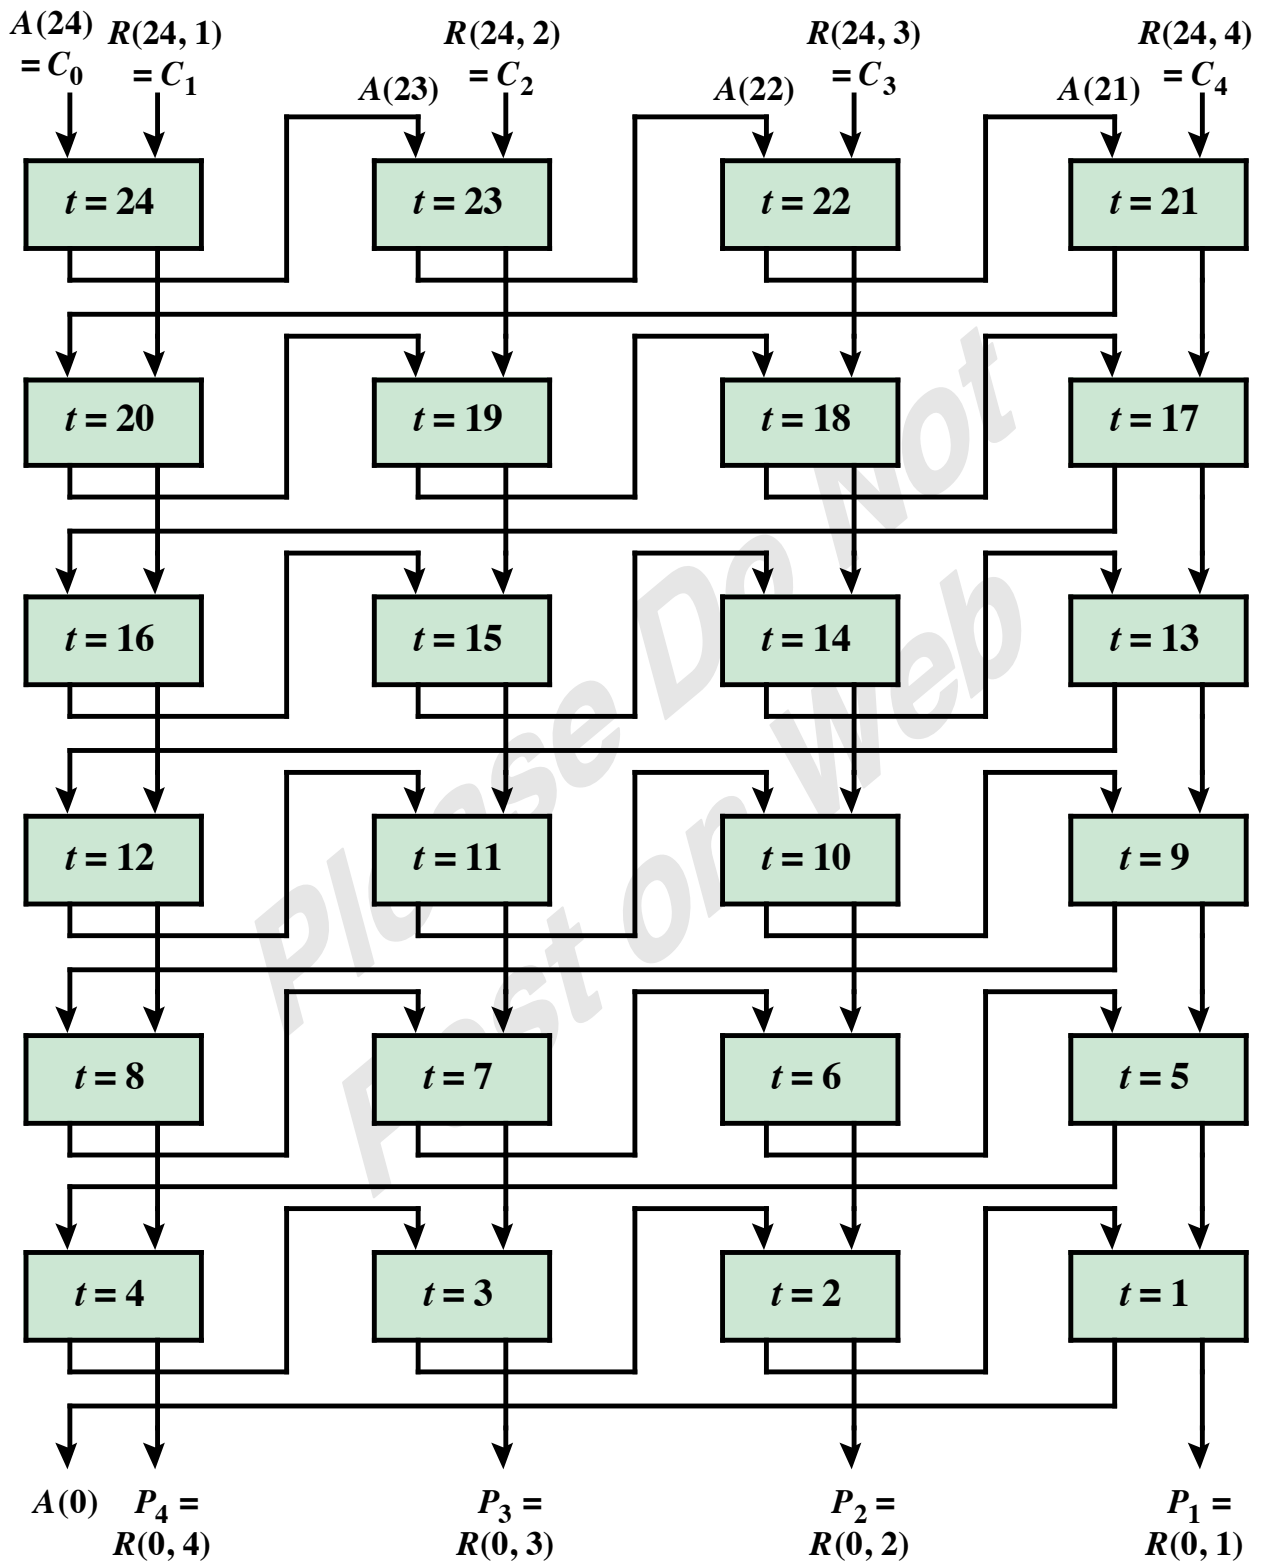 A(24)
= C₀
R(24, 1)
= C₁
A(23)
R(24, 2)
= C₂
A(22)
R(24, 3)
= C₃
A(21)
R(24, 4)
= C₄
t = 24
t = 23
t = 22
t = 21
t = 20
t = 19
t = 18
t = 17
t = 16
t = 15
t = 14
t = 13
t = 12
t = 11
t = 10
t = 9
t = 8
t = 7
t = 6
t = 5
t = 4
t = 3
t = 2
t = 1
A(0)
P₄ =
R(0, 4)
P₃ =
R(0, 3)
P₂ =
R(0, 2)
P₁ =
R(0, 1)
Please Do Not
Post on Web